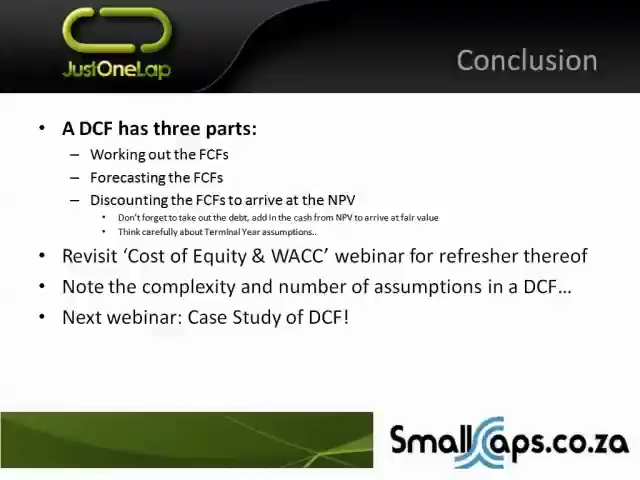 JustOneLap
Conclusion
• A DCF has three parts:
– Working out the FCFs
– Forecasting the FCFs
– Discounting the FCFs to arrive at the NPV
• Don't forget to take out the debt, add in the cash from NPV to arrive at fair value
• Think carefully about Terminal Year assumptions..
• Revisit 'Cost of Equity & WACC' webinar for refresher thereof
• Note the complexity and number of assumptions in a DCF…
• Next webinar: Case Study of DCF!
SmallCaps.co.za